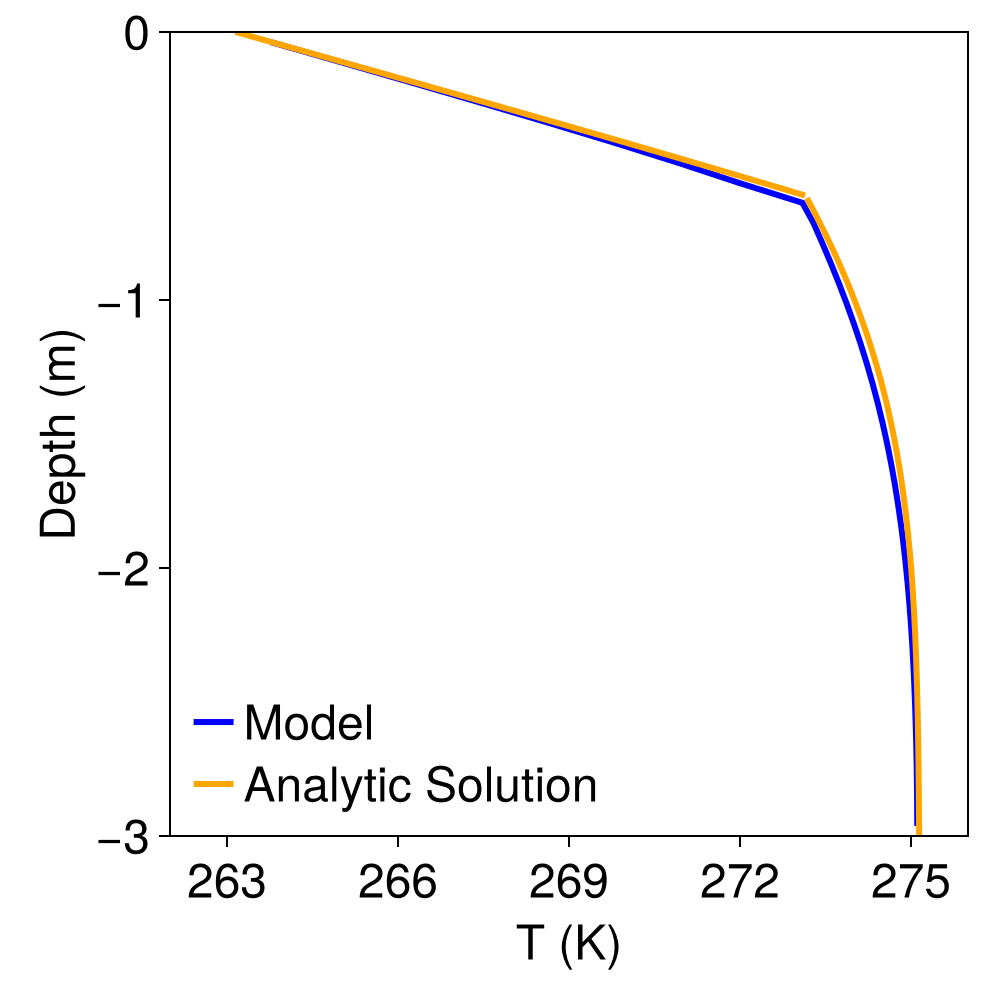 0
−1
−2
−3
Depth (m)
Model
Analytic Solution
263 266 269 272 275
T (K)